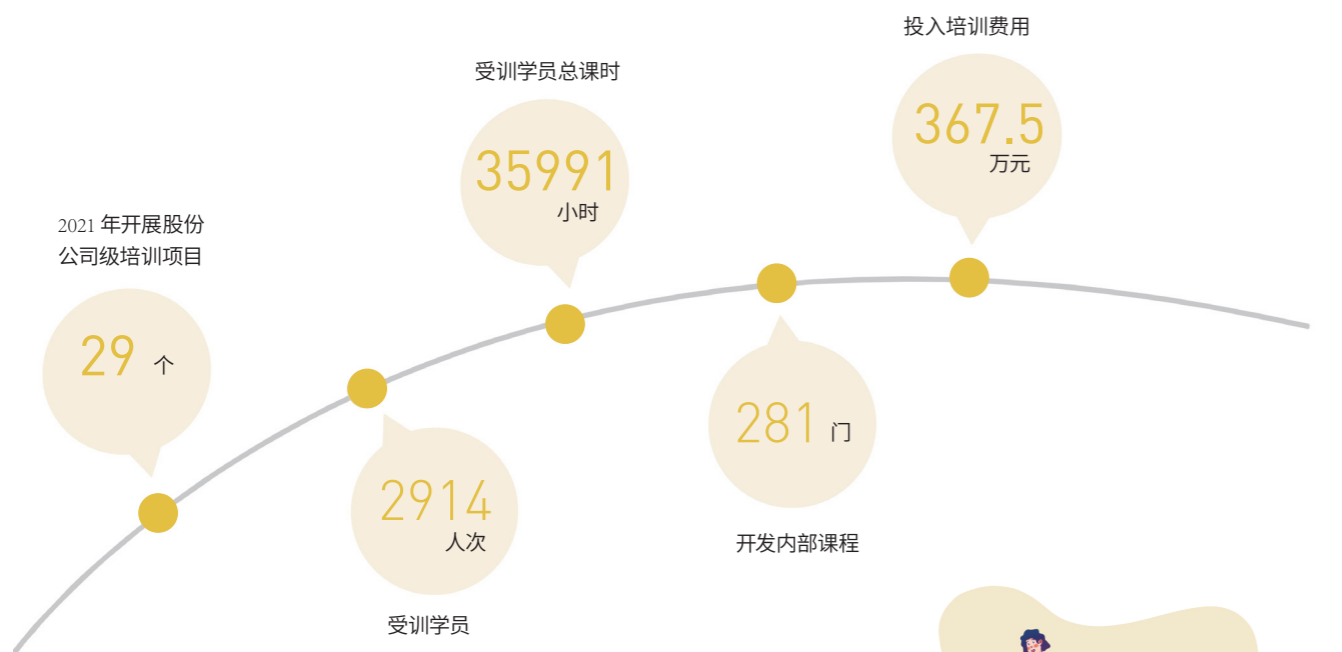 2021 年开展股份
公司级培训项目
29 个
2914
人次
受训学员
受训学员总课时
35991
小时
281 门
开发内部课程
投入培训费用
367.5
万元